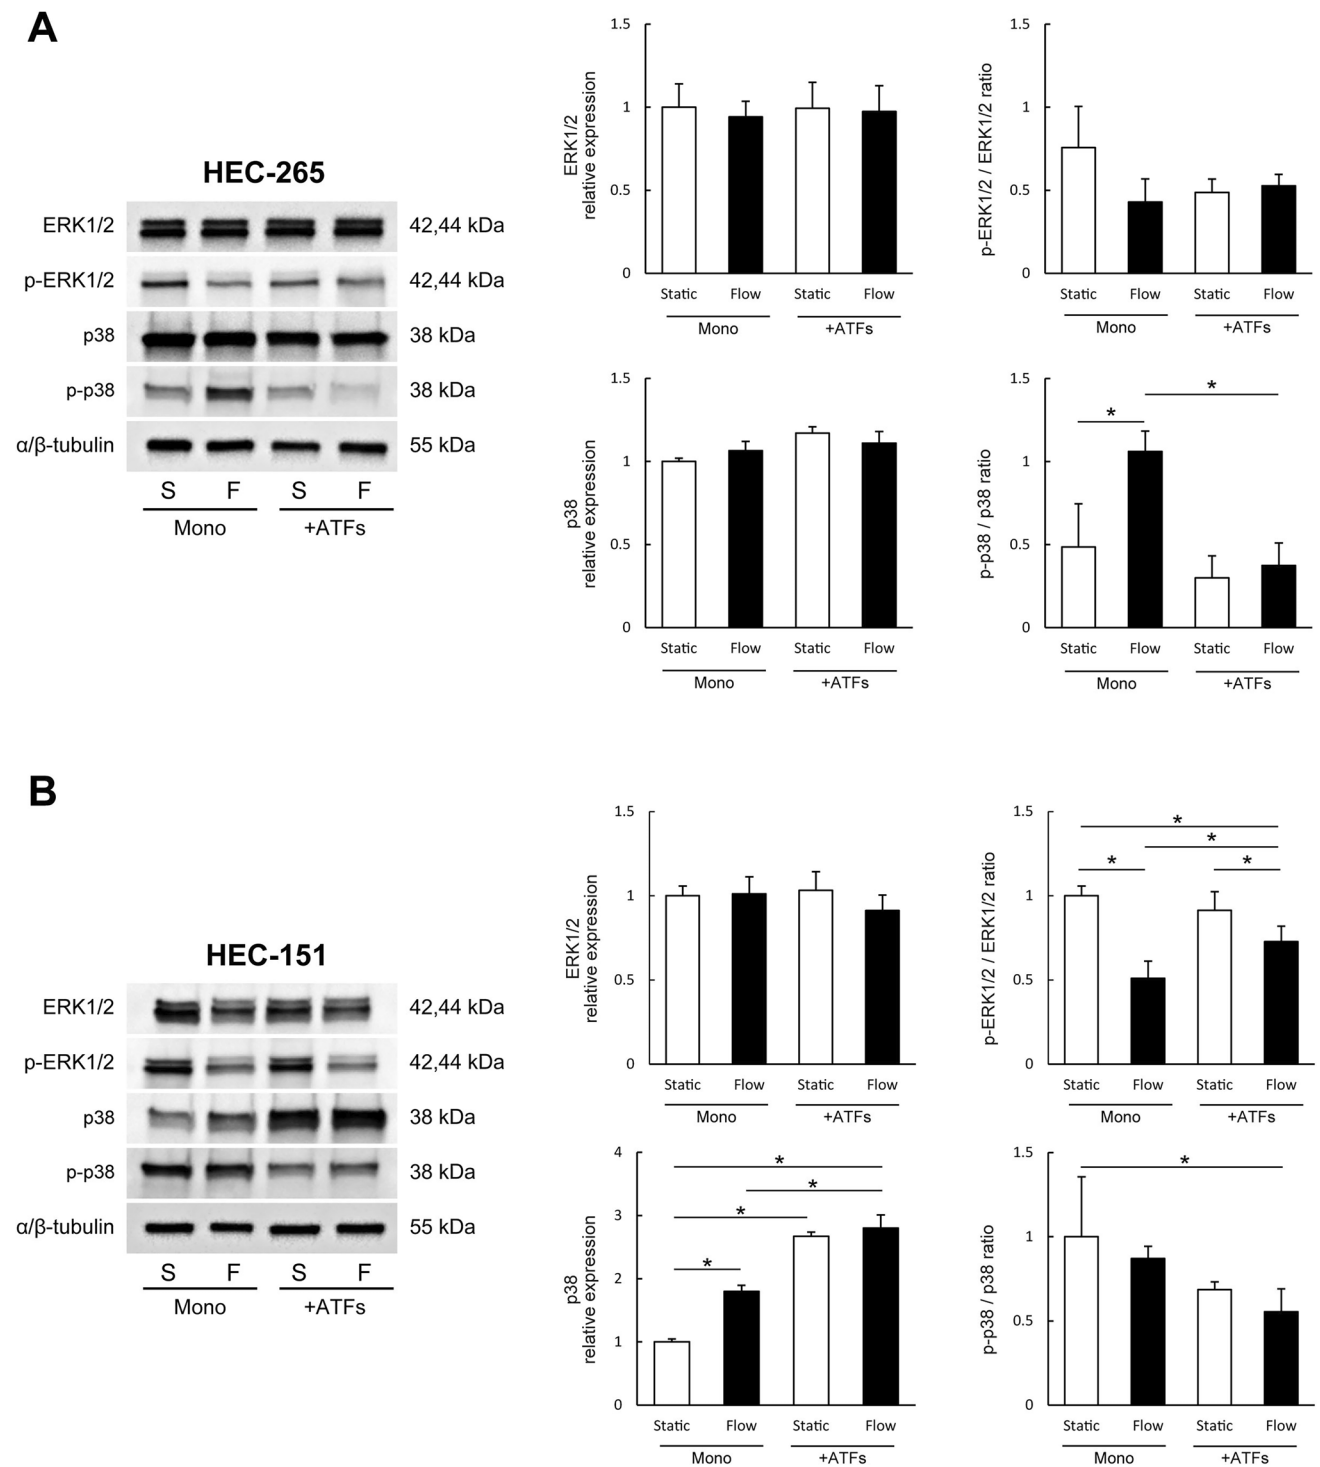 A
HEC-265
ERK1/2 42,44 kDa
p-ERK1/2 42,44 kDa
p38 38 kDa
p-p38 38 kDa
α/β-tubulin 55 kDa
S F S F
Mono +ATFs
ERK1/2
relative expression
1.5
1
0.5
0
Static Flow Static Flow
Mono +ATFs
p-ERK1/2 / ERK1/2 ratio
1.5
1
0.5
0
Static Flow Static Flow
Mono +ATFs
p38
relative expression
1.5
1
0.5
0
Static Flow Static Flow
Mono +ATFs
p-p38 / p38 ratio
1.5
1
0.5
0
*
*
Static Flow Static Flow
Mono +ATFs
B
HEC-151
ERK1/2 42,44 kDa
p-ERK1/2 42,44 kDa
p38 38 kDa
p-p38 38 kDa
α/β-tubulin 55 kDa
S F S F
Mono +ATFs
ERK1/2
relative expression
1.5
1
0.5
0
Static Flow Static Flow
Mono +ATFs
p-ERK1/2 / ERK1/2 ratio
1.5
1
0.5
0
*
*
* *
Static Flow Static Flow
Mono +ATFs
p38
relative expression
4
3
2
1
0
*
*
*
*
Static Flow Static Flow
Mono +ATFs
p-p38 / p38 ratio
1.5
1
0.5
0
*
Static Flow Static Flow
Mono +ATFs